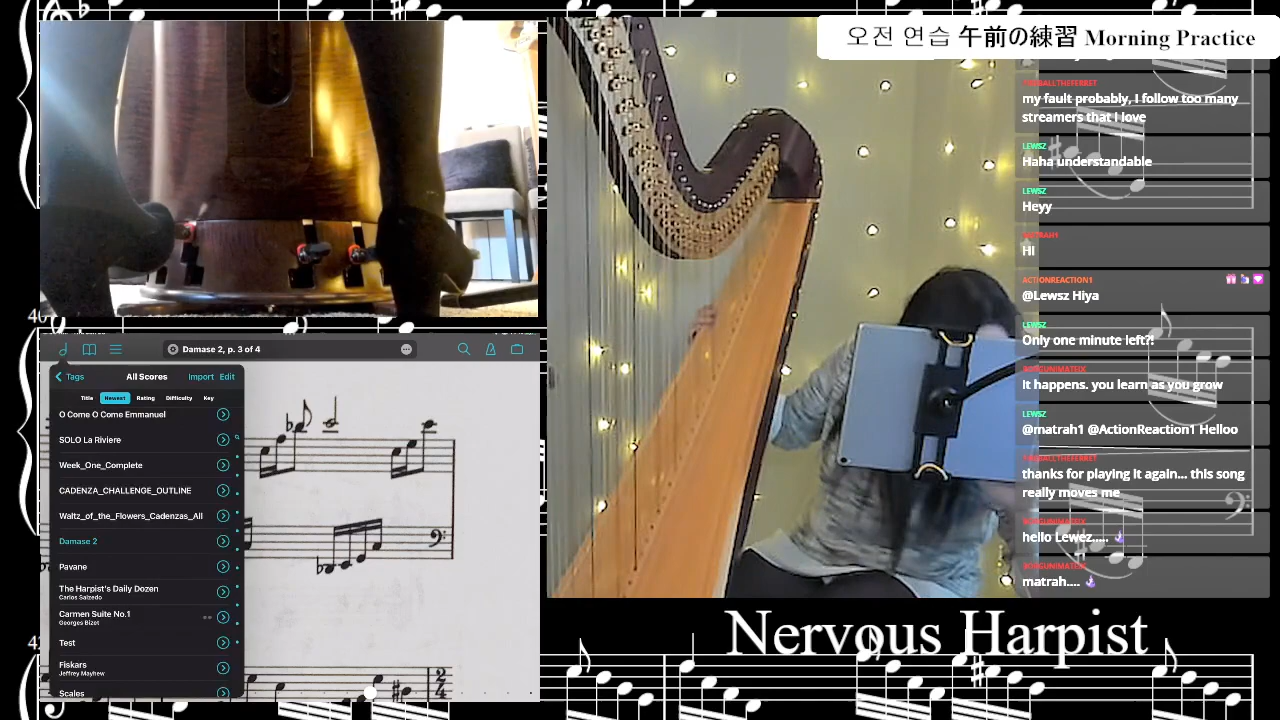 오전 연습 午前の練習 Morning Practice
my fault probably, I follow too many
streamers that I love
LEWSZ
Haha understandable
LEWSZ
Heyy
MATRAH1
Hi
ACTIONREACTION1
@Lewsz Hiya
LEWSZ
Only one minute left?!
It happens. you learn as you grow
LEWSZ
@matrah1 @ActionReaction1 Helloo
thanks for playing it again... this song
really moves me
hello Lewez.....
matrah....
Nervous Harpist
40
Damase 2, p. 3 of 4
Tags
All Scores
Import Edit
Title Newest Rating Difficulty Key
O Come O Come Emmanuel
SOLO La Riviere
Week_One_Complete
CADENZA_CHALLENGE_OUTLINE
Waltz_of_the_Flowers_Cadenzas_All
Damase 2
Pavane
The Harpist's Daily Dozen
Carlos Salzedo
Carmen Suite No.1
Georges Bizet
Test
Fiskars
Jeffrey Mayhew
Scales
2
4